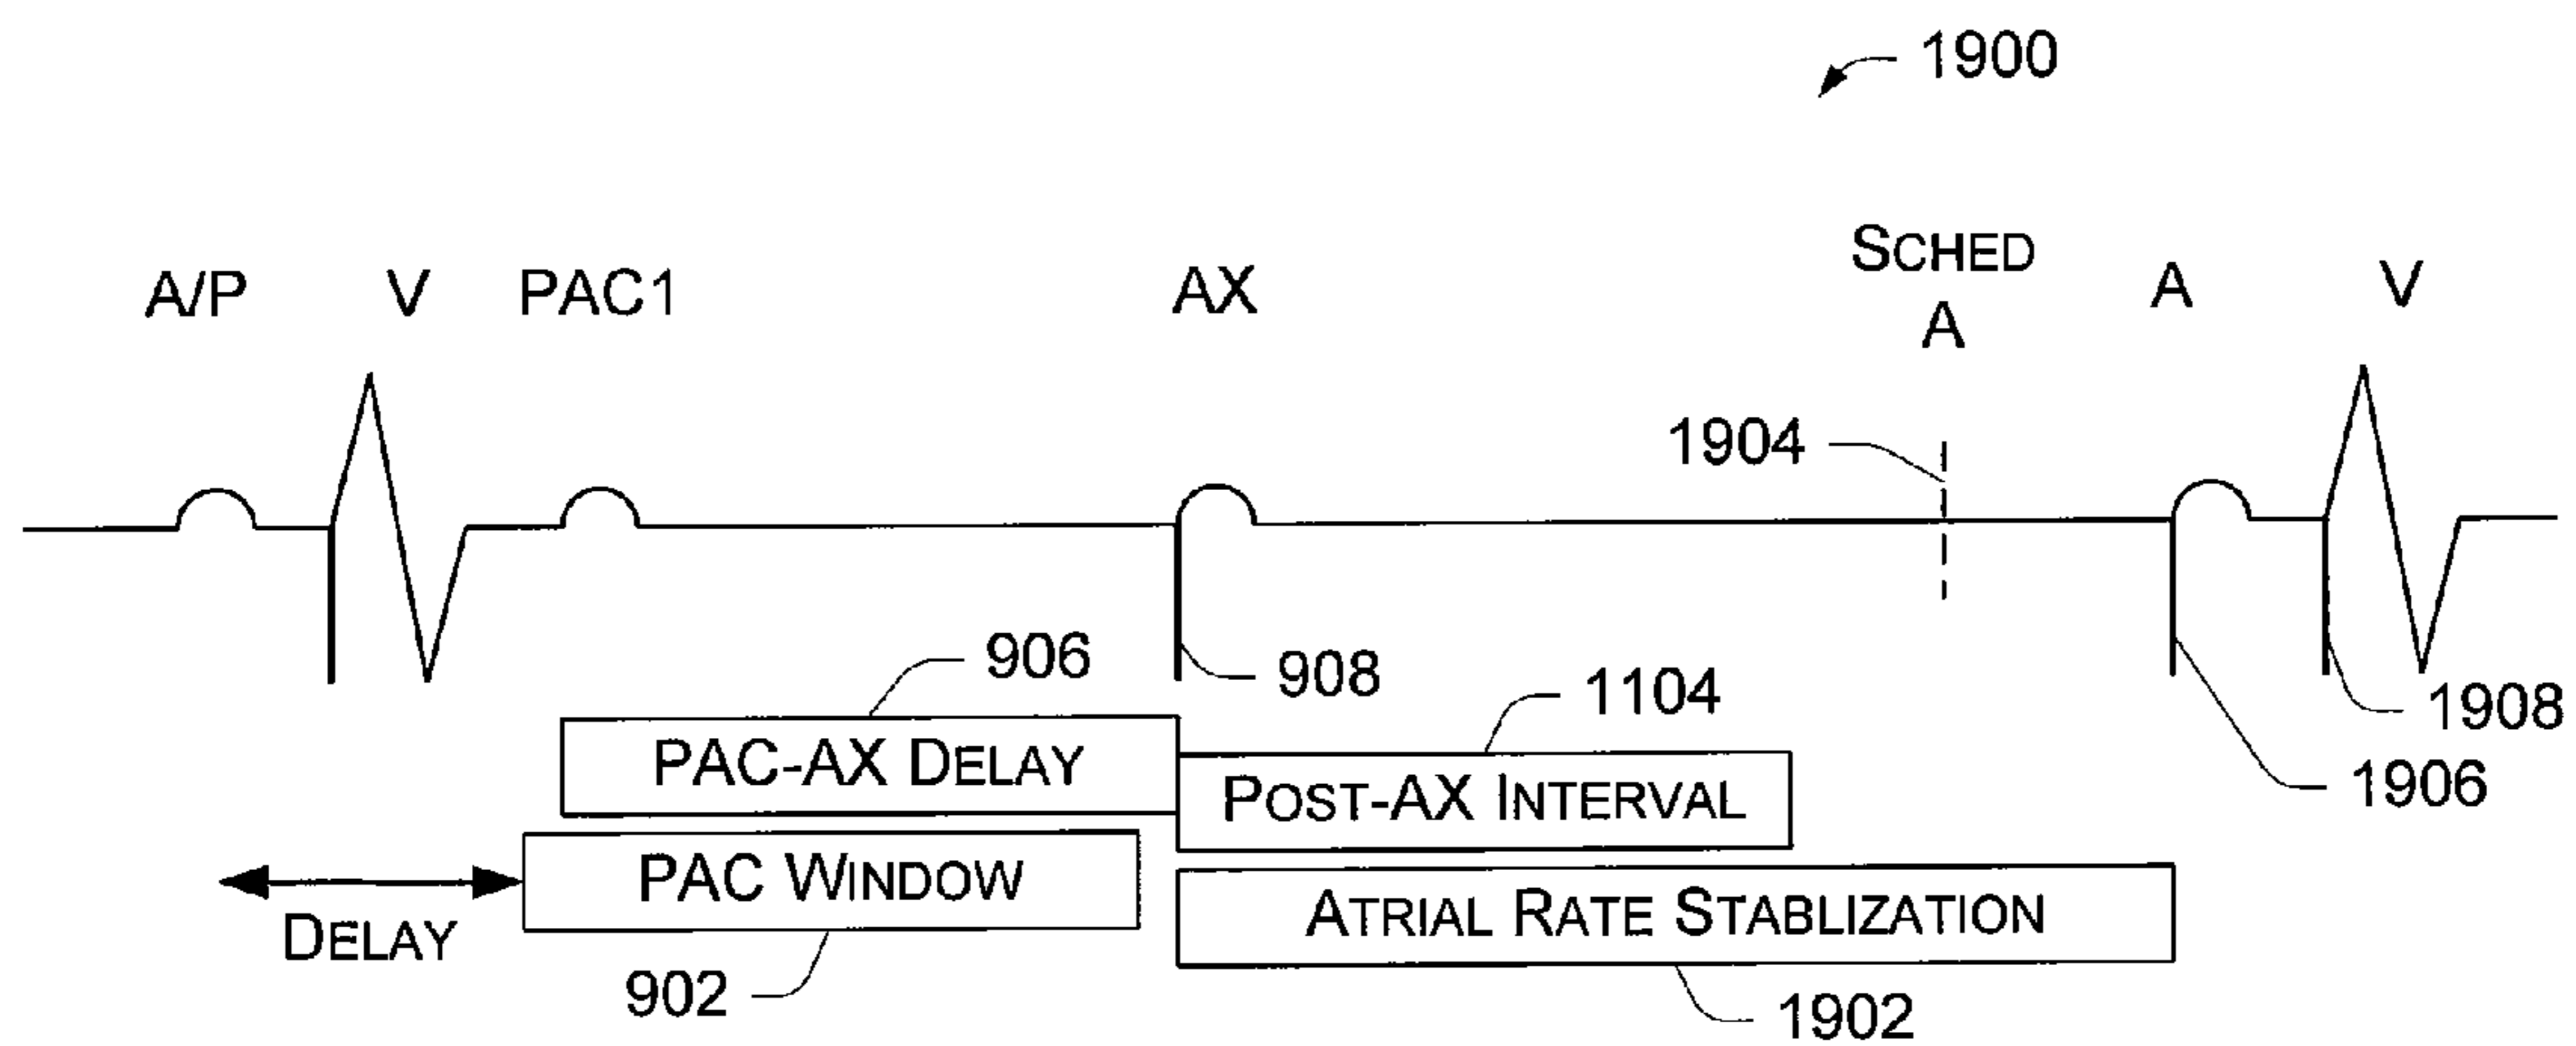 1900
SCHED
A/P V PAC1 AX A A V
1904
906 908 1104 1908
PAC-AX DELAY
POST-AX INTERVAL 1906
PAC WINDOW
DELAY
ATRIAL RATE STABLIZATION
902 1902